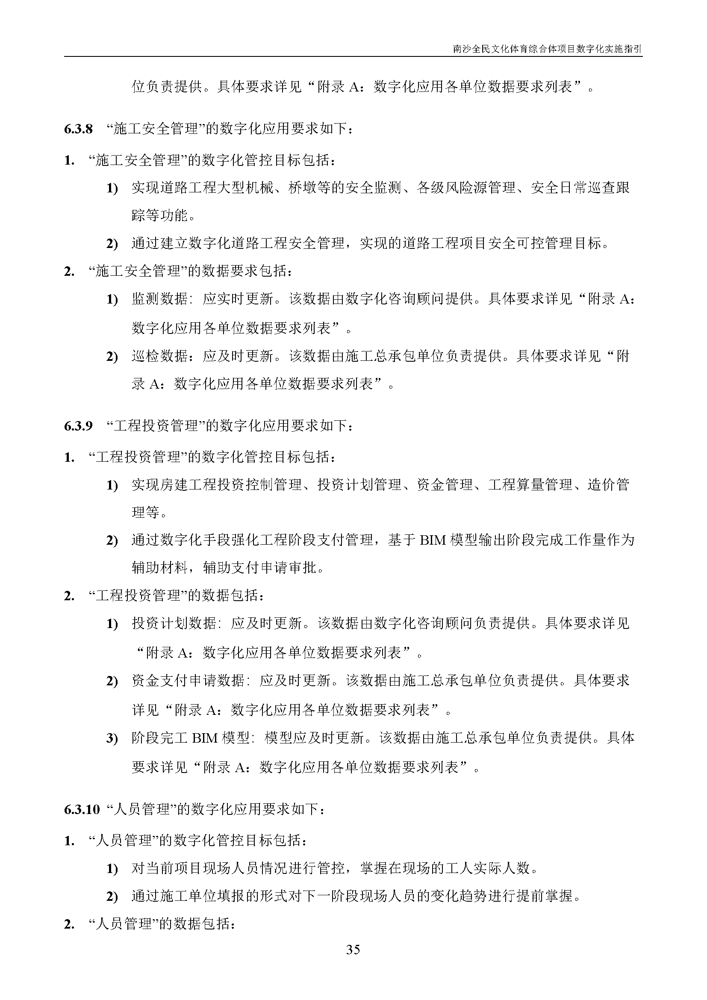 南沙全民文化体育综合体项目数字化实施指引
位负责提供。具体要求详见“附录 A：数字化应用各单位数据要求列表”。
6.3.8 “施工安全管理”的数字化应用要求如下：
1. “施工安全管理”的数字化管控目标包括：
1) 实现道路工程大型机械、桥墩等的安全监测、各级风险源管理、安全日常巡查跟
踪等功能。
2) 通过建立数字化道路工程安全管理，实现的道路工程项目安全可控管理目标。
2. “施工安全管理”的数据要求包括：
1) 监测数据：应实时更新。该数据由数字化咨询顾问提供。具体要求详见“附录 A：
数字化应用各单位数据要求列表”。
2) 巡检数据：应及时更新。该数据由施工总承包单位负责提供。具体要求详见“附
录 A：数字化应用各单位数据要求列表”。
6.3.9 “工程投资管理”的数字化应用要求如下：
1. “工程投资管理”的数字化管控目标包括：
1) 实现房建工程投资控制管理、投资计划管理、资金管理、工程算量管理、造价管
理等。
2) 通过数字化手段强化工程阶段支付管理，基于 BIM 模型输出阶段完成工作量作为
辅助材料，辅助支付申请审批。
2. “工程投资管理”的数据包括：
1) 投资计划数据：应及时更新。该数据由数字化咨询顾问负责提供。具体要求详见
“附录 A：数字化应用各单位数据要求列表”。
2) 资金支付申请数据：应及时更新。该数据由施工总承包单位负责提供。具体要求
详见“附录 A：数字化应用各单位数据要求列表”。
3) 阶段完工 BIM 模型：模型应及时更新。该数据由施工总承包单位负责提供。具体
要求详见“附录 A：数字化应用各单位数据要求列表”。
6.3.10 “人员管理”的数字化应用要求如下：
1. “人员管理”的数字化管控目标包括：
1) 对当前项目现场人员情况进行管控，掌握在现场的工人实际人数。
2) 通过施工单位填报的形式对下一阶段现场人员的变化趋势进行提前掌握。
2. “人员管理”的数据包括：
35